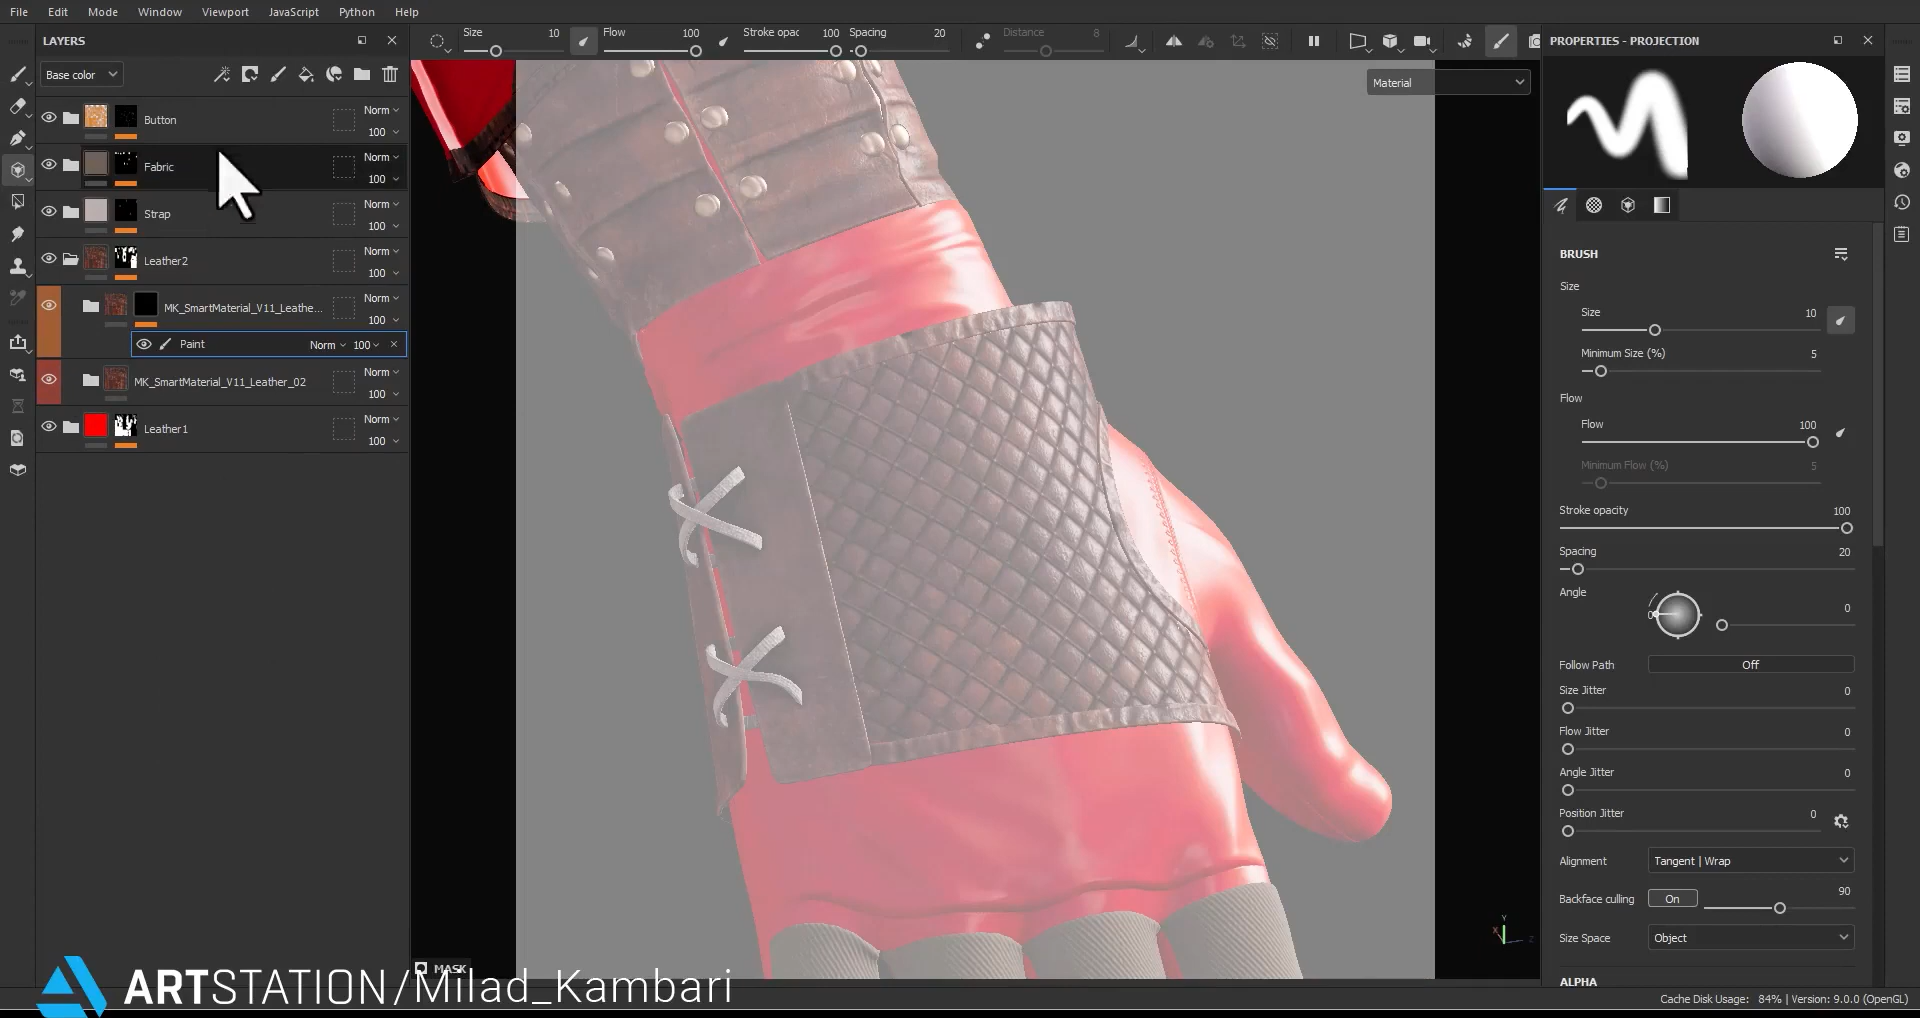 File Edit Mode Window Viewport JavaScript Python Help
LAYERS
Size 10 Flow 100 Stroke opac 100 Spacing 20 Distance 8
PROPERTIES - PROJECTION
Base color
Material
Button Norm
100
Fabric Norm
100
Strap Norm
100
Leather2 Norm
100
MK_SmartMaterial_V11_Leathe... Norm
100
Paint Norm 100
MK_SmartMaterial_V11_Leather_02 Norm
100
Leather1 Norm
100
BRUSH
Size
Size 10
Minimum Size (%) 5
Flow
Flow 100
Minimum Flow (%) 5
Stroke opacity 100
Spacing 20
Angle 0
Follow Path Off
Size Jitter 0
Flow Jitter 0
Angle Jitter 0
Position Jitter 0
Alignment Tangent | Wrap
Backface culling On 90
Size Space Object
ALPHA
Y
X Z
MASK
ARTSTATION/Milad_Kambari
Cache Disk Usage: 84% | Version: 9.0.0 (OpenGL)